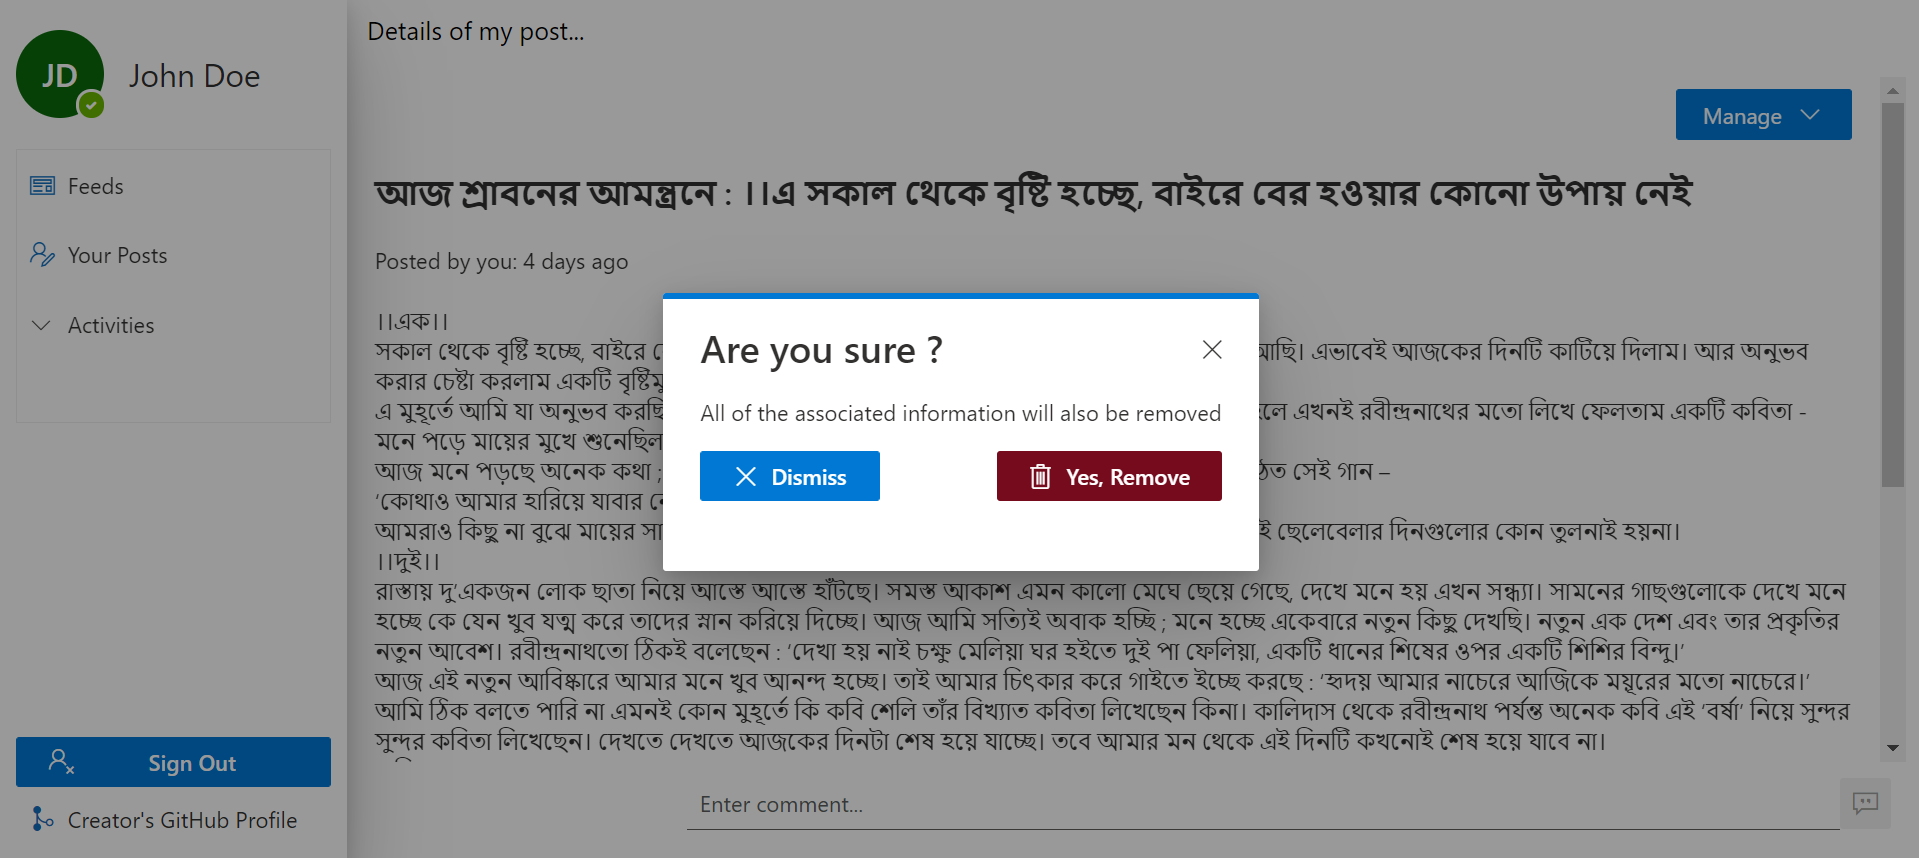 JD
John Doe
Feeds
Your Posts
Activities
Sign Out
Creator's GitHub Profile
Details of my post...
Manage
আজ শ্রাবনের আমন্ত্রনে : ।।এ সকাল থেকে বৃষ্টি হচ্ছে, বাইরে বের হওয়ার কোনো উপায় নেই
Posted by you: 4 days ago
।।এক।।
সকাল থেকে বৃষ্টি হচ্ছে, বাইরে আছি। এভাবেই আজকের দিনটি কাটিয়ে দিলাম। আর অনুভব
করার চেষ্টা করলাম একটি
এ মুহূর্তে আমি যা অনুভব এখনই রবীন্দ্রনাথের মতো লিখে ফেলতাম একটি কবিতা -
মনে পড়ে মায়ের মুখে
আজ মনে পড়ছে অনেক কথা ; সেই গান –
‘কোথাও আমার হারিয়ে যাবার
আমরাও কিছু না বুঝে মায়ের ছেলেবেলার দিনগুলোর কোন তুলনাই হয়না।
।।দুই।।
রাস্তায় দু’একজন লোক ছাতা নিয়ে আস্তে আস্তে হাঁটছে। সমস্ত আকাশ এমন কালো মেঘে ছেয়ে গেছে, দেখে মনে হয় এখন সন্ধ্যা। সামনের গাছগুলোকে দেখে মনে
হচ্ছে কে যেন খুব যত্ম করে তাদের স্নান করিয়ে দিচ্ছে। আজ আমি সত্যিই অবাক হচ্ছি ; মনে হচ্ছে একেবারে নতুন কিছু দেখছি। নতুন এক দেশ এবং তার প্রকৃতির
নতুন আবেশ। রবীন্দ্রনাথতো ঠিকই বলেছেন : ‘দেখা হয় নাই চক্ষু মেলিয়া ঘর হইতে দুই পা ফেলিয়া, একটি ধানের শিষের ওপর একটি শিশির বিন্দু।’
আজ এই নতুন আবিষ্কারে আমার মনে খুব আনন্দ হচ্ছে। তাই আমার চিৎকার করে গাইতে ইচ্ছে করছে : ‘হৃদয় আমার নাচেরে আজিকে ময়ূরের মতো নাচেরে।’
আমি ঠিক বলতে পারি না এমনই কোন মুহূর্তে কি কবি শেলি তাঁর বিখ্যাত কবিতা লিখেছেন কিনা। কালিদাস থেকে রবীন্দ্রনাথ পর্যন্ত অনেক কবি এই ‘বর্ষা’ নিয়ে সুন্দর
সুন্দর কবিতা লিখেছেন। দেখতে দেখতে আজকের দিনটা শেষ হয়ে যাচ্ছে। তবে আমার মন থেকে এই দিনটি কখনোই শেষ হয়ে যাবে না।
Are you sure ?
All of the associated information will also be removed
Dismiss
Yes, Remove
Enter comment...